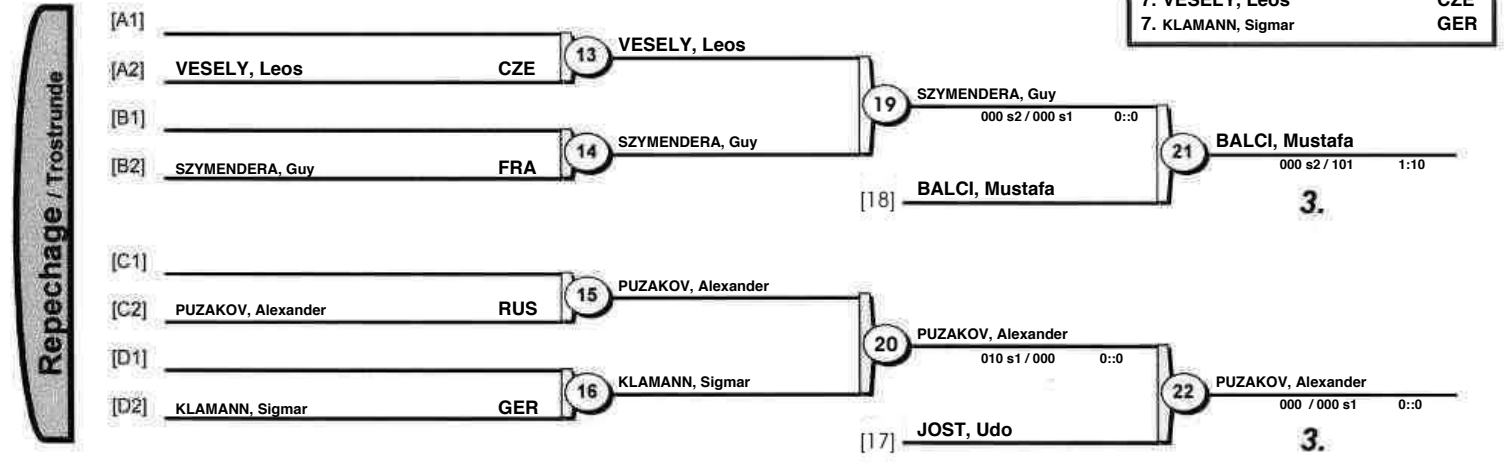 7. VESELY, Leos CZE
7. KLAMANN, Sigmar GER
Repechage / Trostrunde
[A1]
[A2] VESELY, Leos CZE
13 VESELY, Leos
[B1]
[B2] SZYMENDERA, Guy FRA
14 SZYMENDERA, Guy
19 SZYMENDERA, Guy
000 s2 / 000 s1 0::0
[18] BALCI, Mustafa
21 BALCI, Mustafa
000 s2 / 101 1:10
3.
[C1]
[C2] PUZAKOV, Alexander RUS
15 PUZAKOV, Alexander
[D1]
[D2] KLAMANN, Sigmar GER
16 KLAMANN, Sigmar
20 PUZAKOV, Alexander
010 s1 / 000 0::0
[17] JOST, Udo
22 PUZAKOV, Alexander
000 / 000 s1 0::0
3.